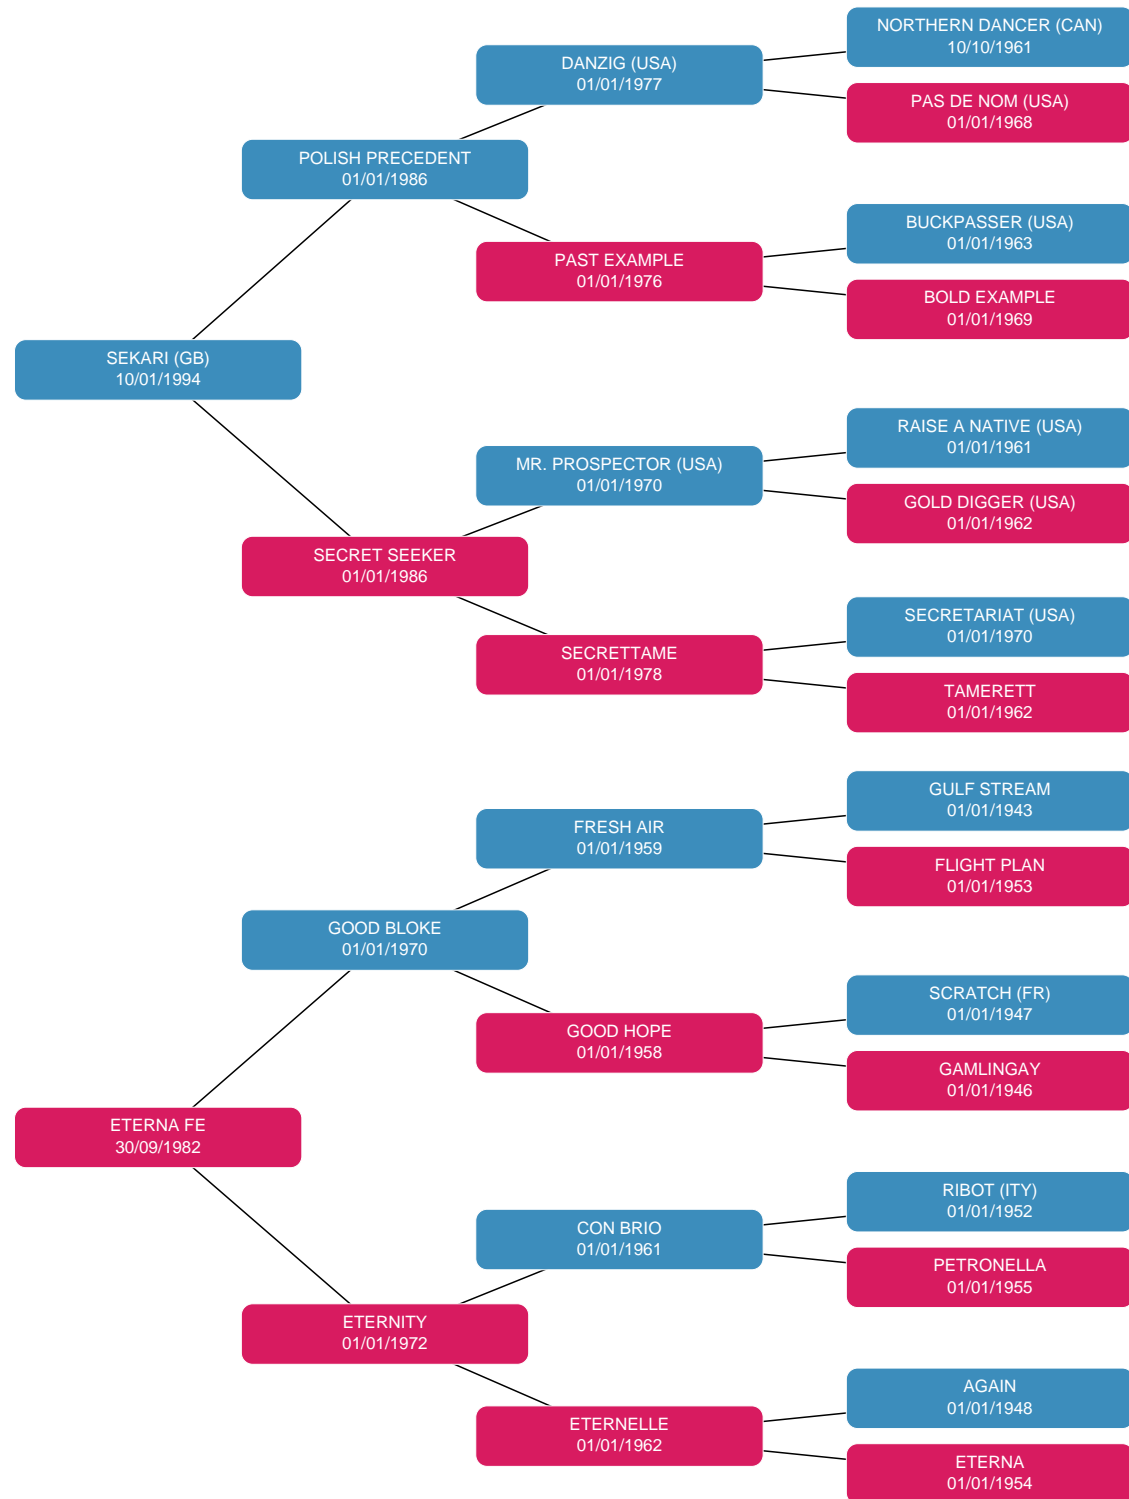 NORTHERN DANCER (CAN)
10/10/1961
DANZIG (USA)
01/01/1977
PAS DE NOM (USA)
01/01/1968
POLISH PRECEDENT
01/01/1986
BUCKPASSER (USA)
01/01/1963
PAST EXAMPLE
01/01/1976
BOLD EXAMPLE
01/01/1969
SEKARI (GB)
10/01/1994
RAISE A NATIVE (USA)
01/01/1961
MR. PROSPECTOR (USA)
01/01/1970
GOLD DIGGER (USA)
01/01/1962
SECRET SEEKER
01/01/1986
SECRETARIAT (USA)
01/01/1970
SECRETTAME
01/01/1978
TAMERETT
01/01/1962
GULF STREAM
01/01/1943
FRESH AIR
01/01/1959
FLIGHT PLAN
01/01/1953
GOOD BLOKE
01/01/1970
SCRATCH (FR)
01/01/1947
GOOD HOPE
01/01/1958
GAMLINGAY
01/01/1946
ETERNA FE
30/09/1982
RIBOT (ITY)
01/01/1952
CON BRIO
01/01/1961
PETRONELLA
01/01/1955
ETERNITY
01/01/1972
AGAIN
01/01/1948
ETERNELLE
01/01/1962
ETERNA
01/01/1954